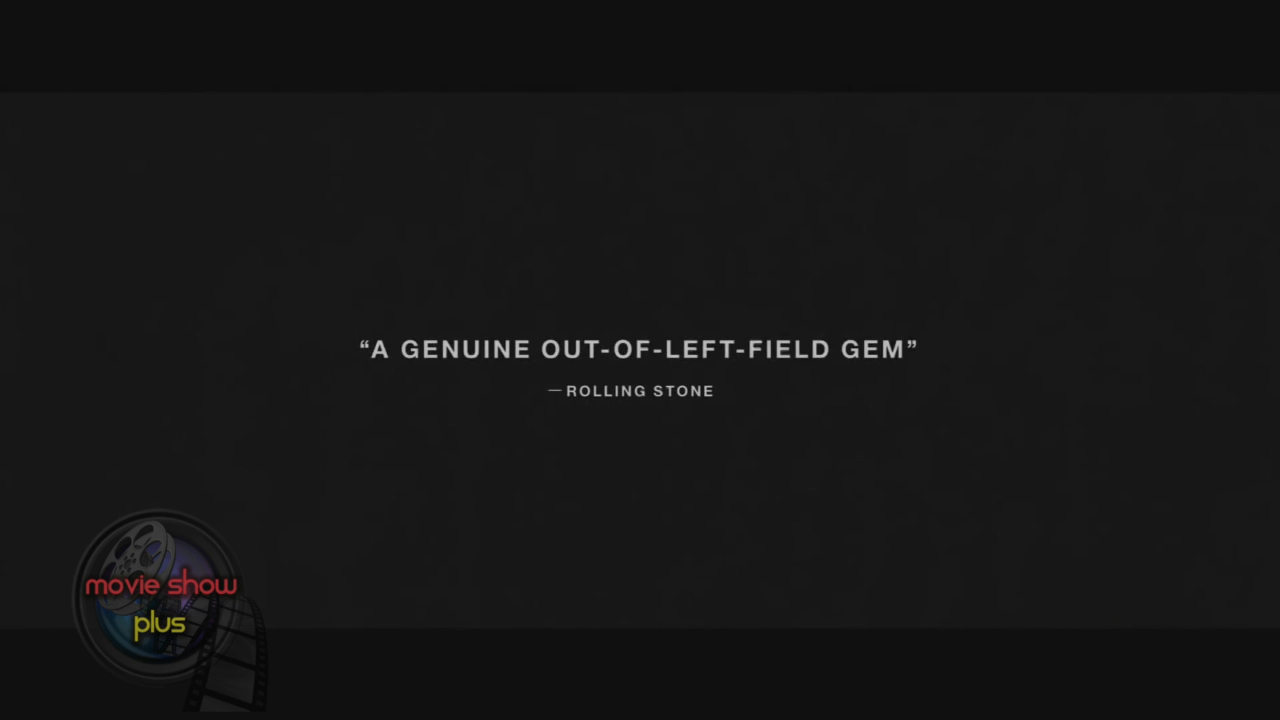 “A GENUINE OUT-OF-LEFT-FIELD GEM”
—ROLLING STONE
movie show
plus